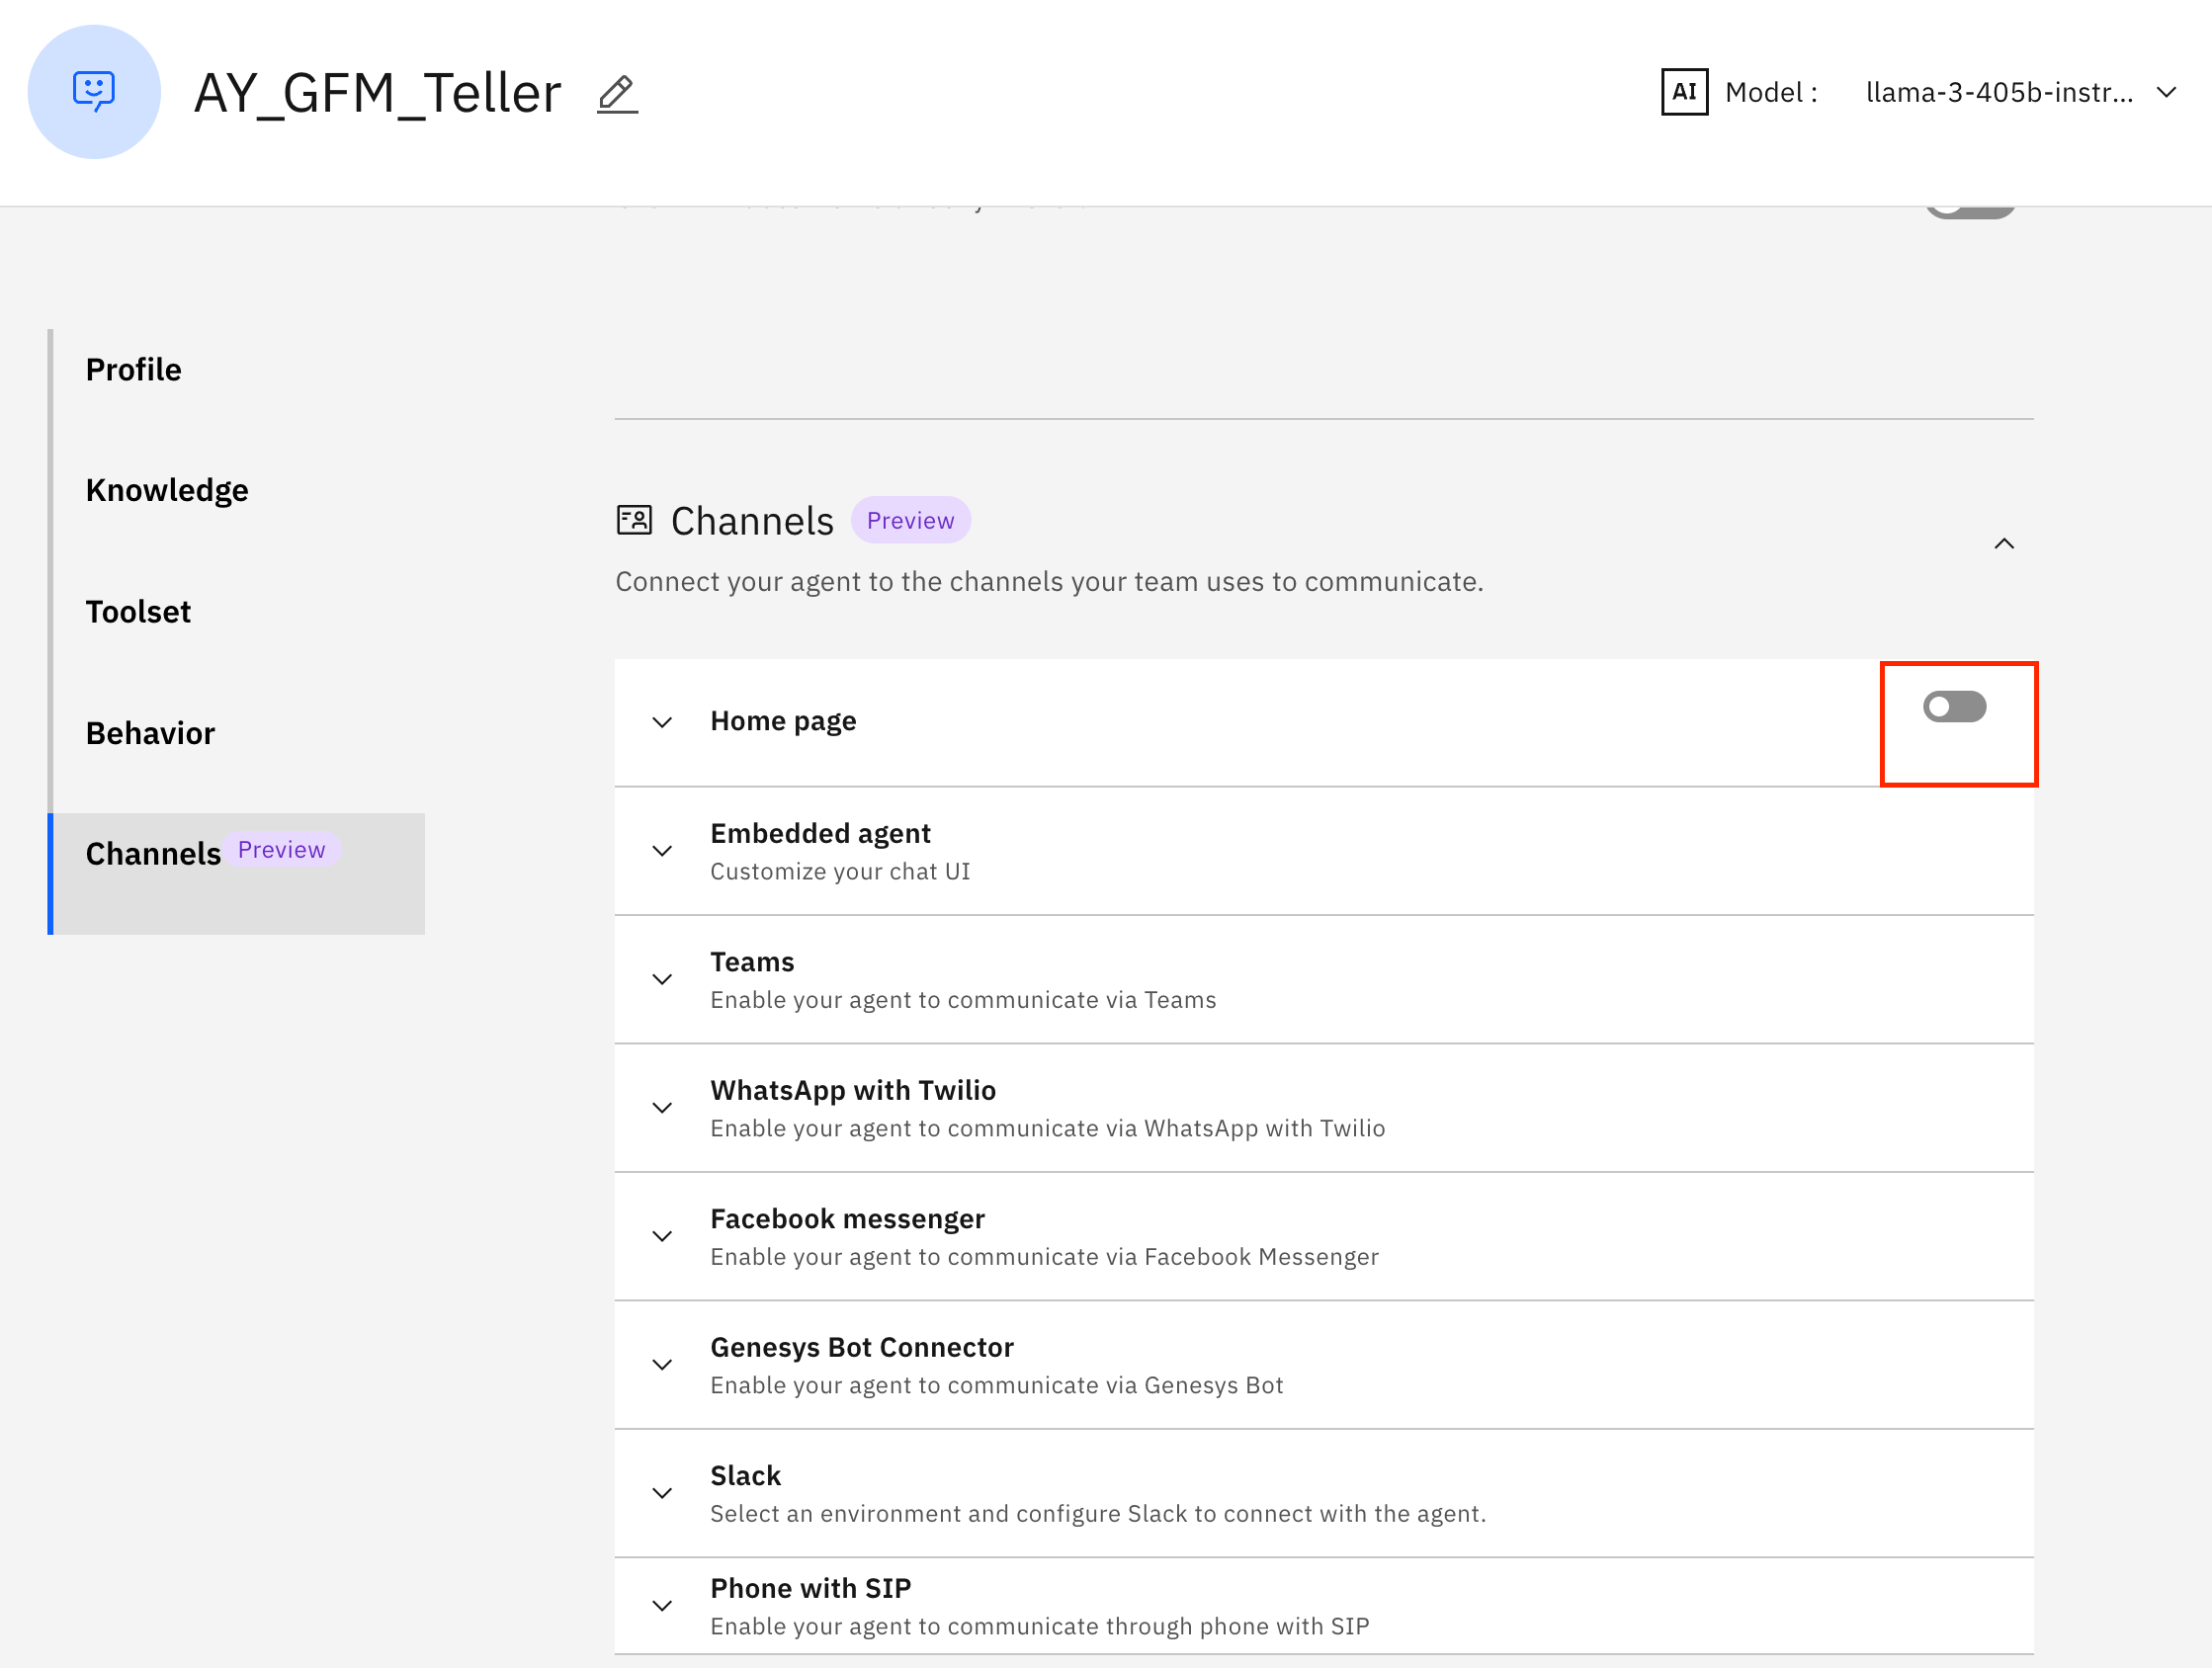 AY_GFM_Teller
AI Model : llama-3-405b-instr...
Profile
Knowledge
Toolset
Behavior
Channels Preview
Channels Preview
Connect your agent to the channels your team uses to communicate.
Home page
Embedded agent
Customize your chat UI
Teams
Enable your agent to communicate via Teams
WhatsApp with Twilio
Enable your agent to communicate via WhatsApp with Twilio
Facebook messenger
Enable your agent to communicate via Facebook Messenger
Genesys Bot Connector
Enable your agent to communicate via Genesys Bot
Slack
Select an environment and configure Slack to connect with the agent.
Phone with SIP
Enable your agent to communicate through phone with SIP